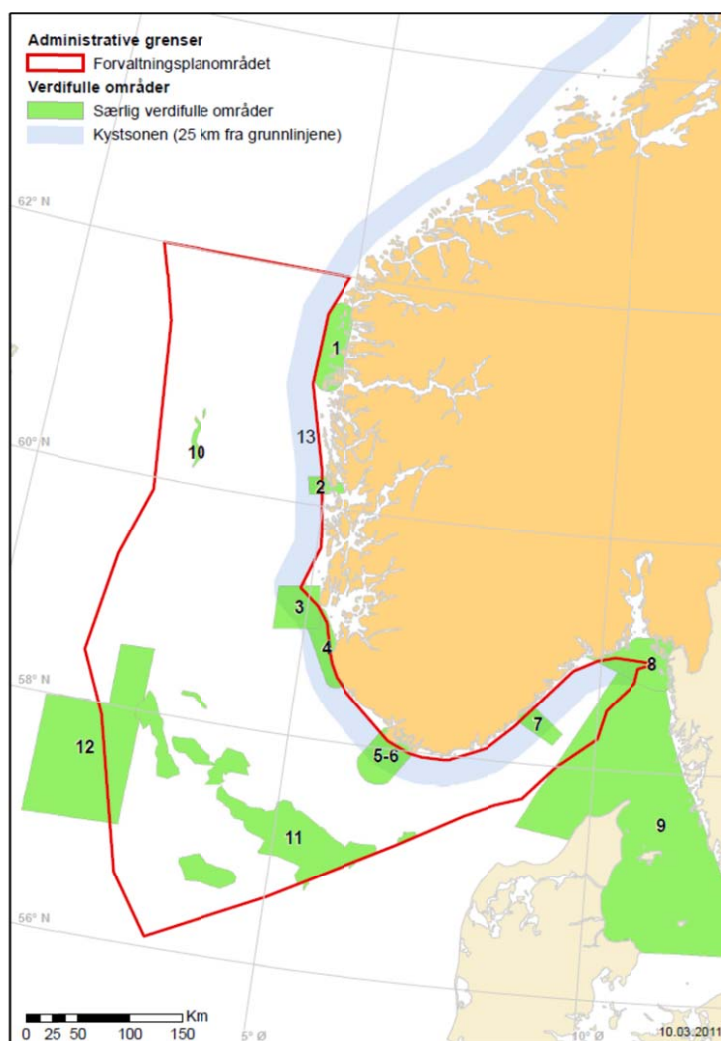 Administrative grenser
Forvaltningsplanområdet
Verdifulle områder
Særlig verdifulle områder
Kystsonen (25 km fra grunnlinjene)
62° N
1
13
10
60° N
2
3
4
8
58° N
7
12
5-6
9
11
56° N
Km
0 25 50 100 150
5° Ø
10° Ø
10.03.2011